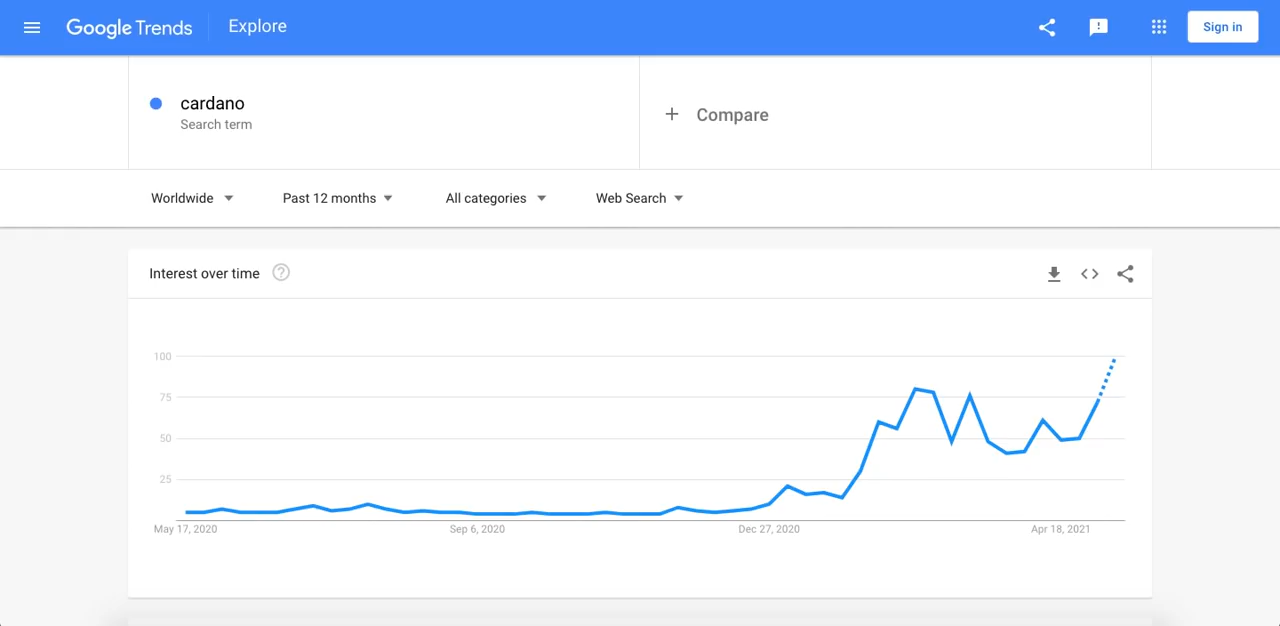 Google Trends Explore Sign in
cardano
Search term
+ Compare
Worldwide Past 12 months All categories Web Search
Interest over time ?
100
75
50
25
May 17, 2020 Sep 6, 2020 Dec 27, 2020 Apr 18, 2021